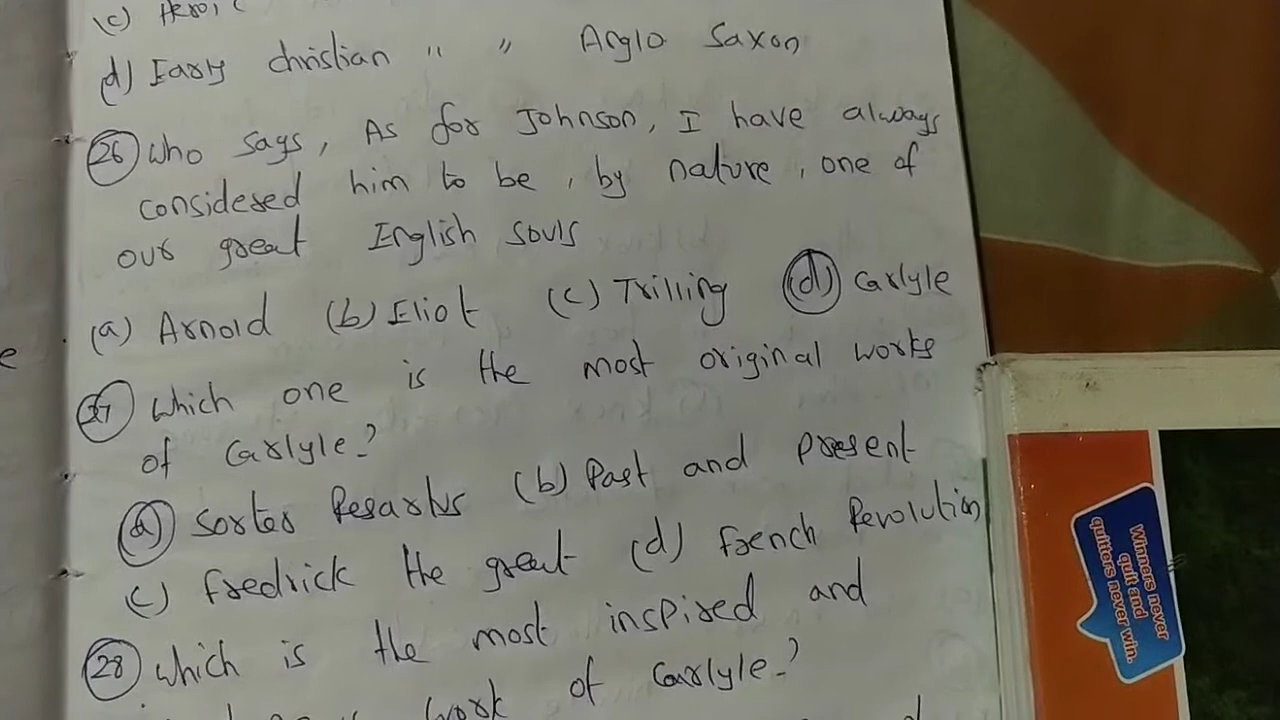 (c) Heroic
(d) Early christian " " Anglo Saxon
(26) Who says, As for Johnson, I have always
considered him to be, by nature, one of
our great English souls
(a) Arnold (b) Eliot (c) Trilling (d) Carlyle
e
(27) Which one is the most original works
of Carlyle?
(a) Sortes Resartus (b) Past and present
(c) Fredrick the great (d) French Revolution
(28) Which is the most inspired and
work of Carlyle?
Winners never
quit and
quitters never win.